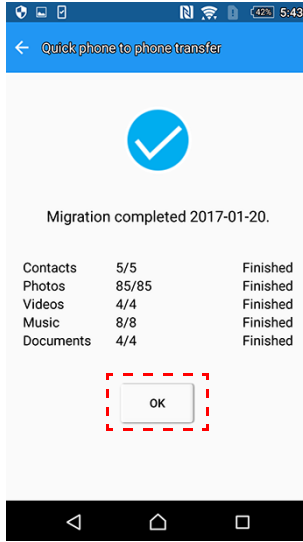 42% 5:43
Quick phone to phone transfer
Migration completed 2017-01-20.
Contacts 5/5 Finished
Photos 85/85 Finished
Videos 4/4 Finished
Music 8/8 Finished
Documents 4/4 Finished
OK